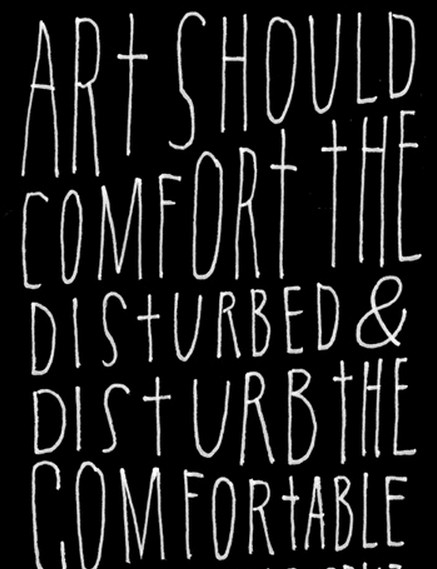 ART SHOULD
COMFORT THE
DISTURBED &
DISTURB THE
COMFORTABLE